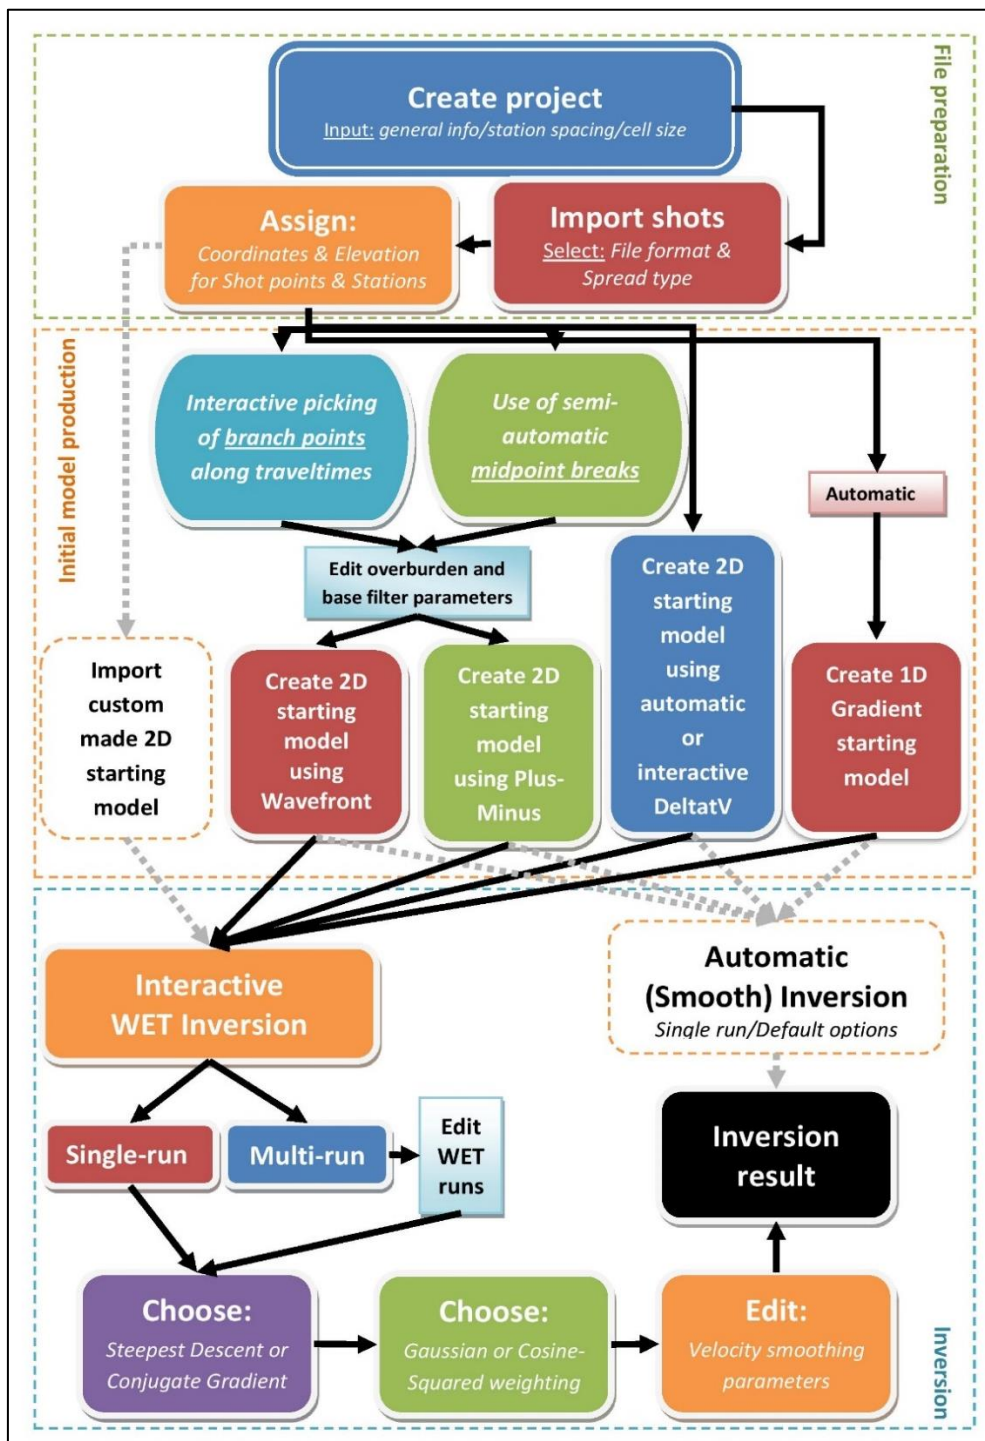 File preparation
Create project
Input: general info/station spacing/cell size
Assign:
Coordinates & Elevation
for Shot points & Stations
Import shots
Select: File format &
Spread type
Initial model production
Interactive picking
of branch points
along traveltimes
Use of semi-
automatic
midpoint breaks
Automatic
Edit overburden and
base filter parameters
Import
custom
made 2D
starting
model
Create 2D
starting
model
using
Wavefront
Create 2D
starting
model
using Plus-
Minus
Create 2D
starting
model
using
automatic
or
interactive
DeltatV
Create 1D
Gradient
starting
model
Interactive
WET Inversion
Automatic
(Smooth) Inversion
Single run/Default options
Single-run
Multi-run
Edit
WET
runs
Inversion
result
Choose:
Steepest Descent or
Conjugate Gradient
Choose:
Gaussian or Cosine-
Squared weighting
Edit:
Velocity smoothing
parameters
Inversion